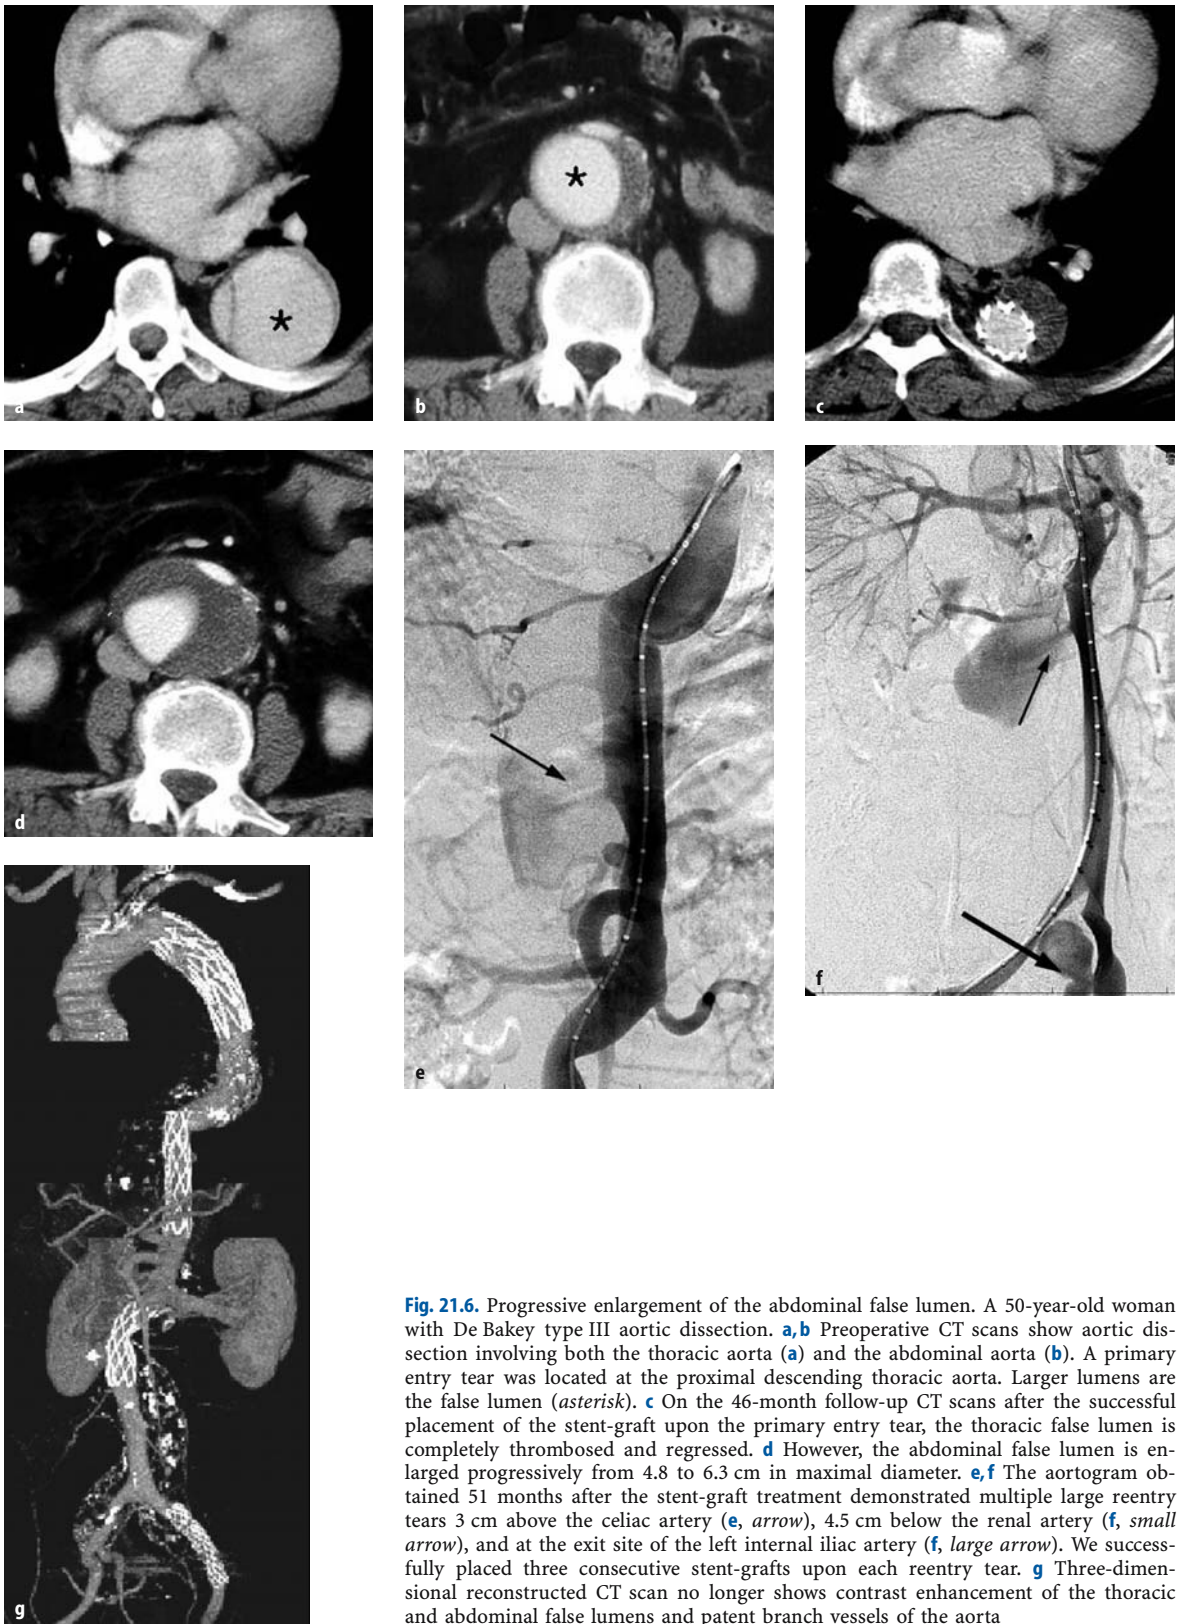 a
b
c
d
e
f
g
Fig. 21.6. Progressive enlargement of the abdominal false lumen. A 50-year-old woman
with De Bakey type III aortic dissection. a, b Preoperative CT scans show aortic dis-
section involving both the thoracic aorta (a) and the abdominal aorta (b). A primary
entry tear was located at the proximal descending thoracic aorta. Larger lumens are
the false lumen (asterisk). c On the 46-month follow-up CT scans after the successful
placement of the stent-graft upon the primary entry tear, the thoracic false lumen is
completely thrombosed and regressed. d However, the abdominal false lumen is en-
larged progressively from 4.8 to 6.3 cm in maximal diameter. e, f The aortogram ob-
tained 51 months after the stent-graft treatment demonstrated multiple large reentry
tears 3 cm above the celiac artery (e, arrow), 4.5 cm below the renal artery (f, small
arrow), and at the exit site of the left internal iliac artery (f, large arrow). We success-
fully placed three consecutive stent-grafts upon each reentry tear. g Three-dimen-
sional reconstructed CT scan no longer shows contrast enhancement of the thoracic
and abdominal false lumens and patent branch vessels of the aorta